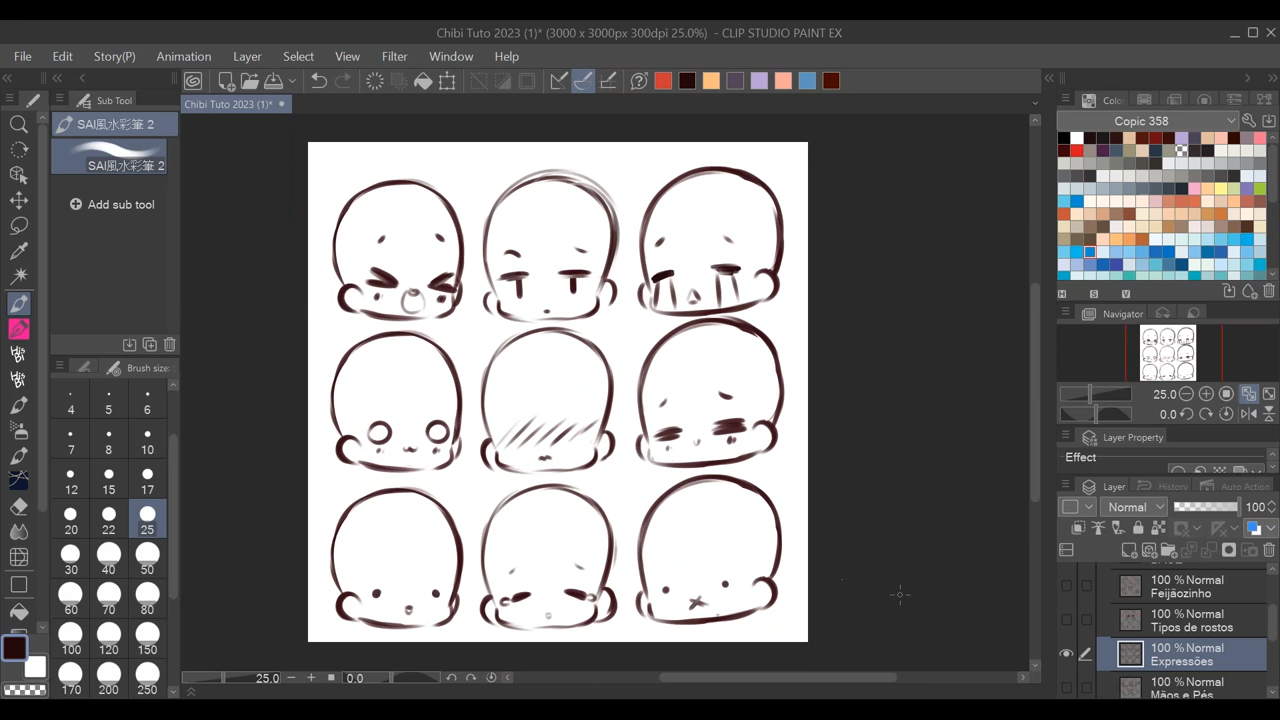 Chibi Tuto 2023 (1)* (3000 x 3000px 300dpi 25.0%)  - CLIP STUDIO PAINT EX
File Edit Story(P) Animation Layer Select View Filter Window Help
Sub Tool
Chibi Tuto 2023 (1)*
SAI風水彩筆 2
SAI風水彩筆 2
Add sub tool
Copic 358
H S V
Navigator
25.0
0.0
Layer Property
Effect
Layer History Auto Action
Normal 100
100 % Normal
Feijãozinho
100 % Normal
Tipos de rostos
100 % Normal
Expressões
100 % Normal
Mãos e Pés
Brush size:
4 5 6
7 8 10
12 15 17
20 22 25
30 40 50
60 70 80
100 120 150
170 200 250
25.0 0.0